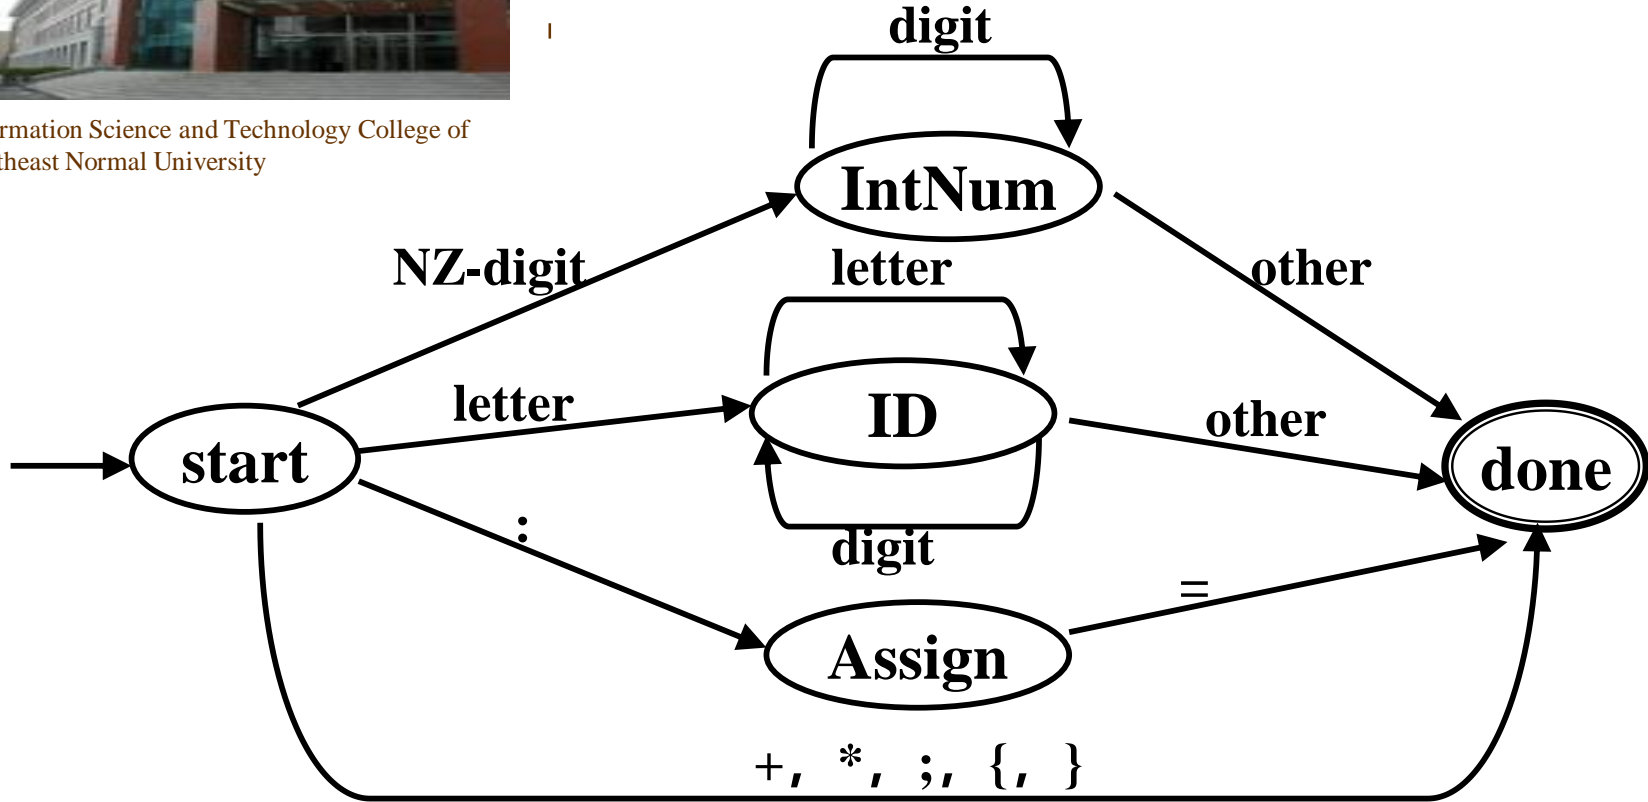 digit
rmation Science and Technology College of
theast Normal University
IntNum
NZ-digit
letter
other
letter
ID
other
start
done
:
digit
=
Assign
+, *, ;, {, }